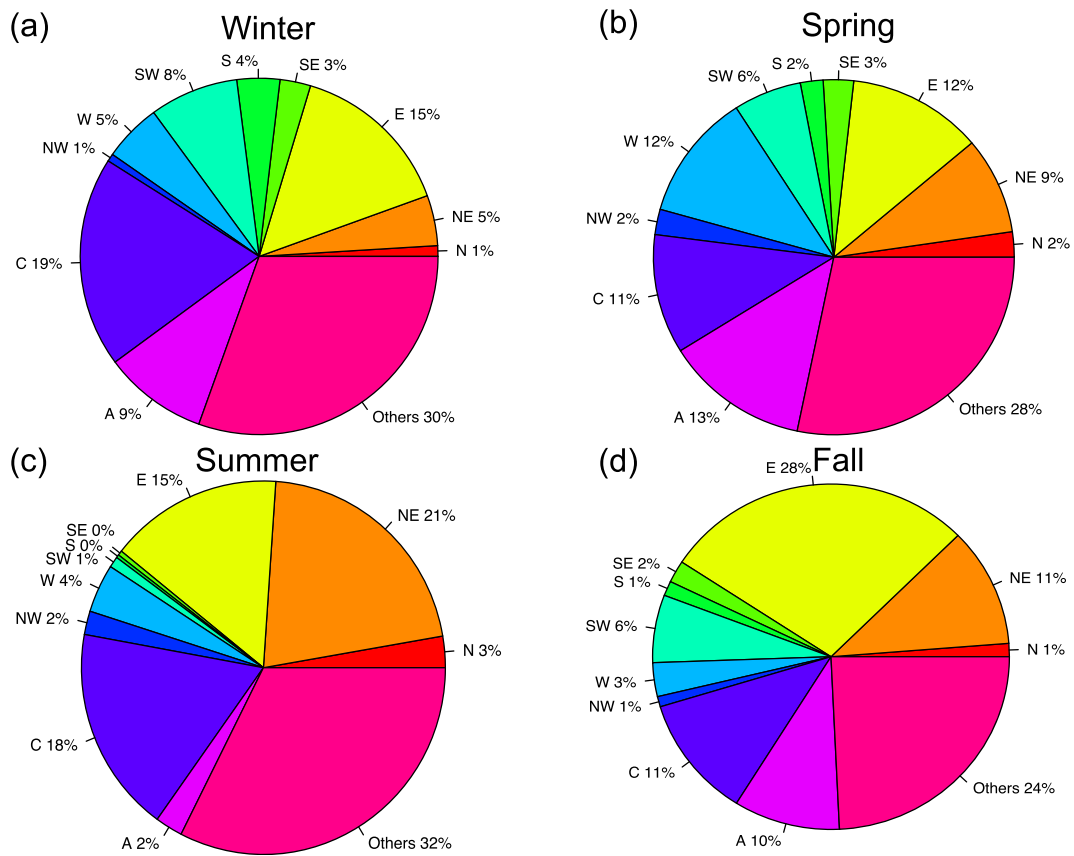 (a)
Winter
S 4%
SE 3%
SW 8%
E 15%
W 5%
NW 1%
NE 5%
N 1%
C 19%
A 9%
Others 30%
(b)
Spring
S 2%
SE 3%
SW 6%
E 12%
W 12%
NE 9%
NW 2%
N 2%
C 11%
A 13%
Others 28%
(c)
Summer
E 15%
NE 21%
SE 0%
S 0%
SW 1%
W 4%
NW 2%
N 3%
C 18%
A 2%
Others 32%
(d)
Fall
E 28%
SE 2%
S 1%
NE 11%
SW 6%
N 1%
W 3%
NW 1%
C 11%
Others 24%
A 10%